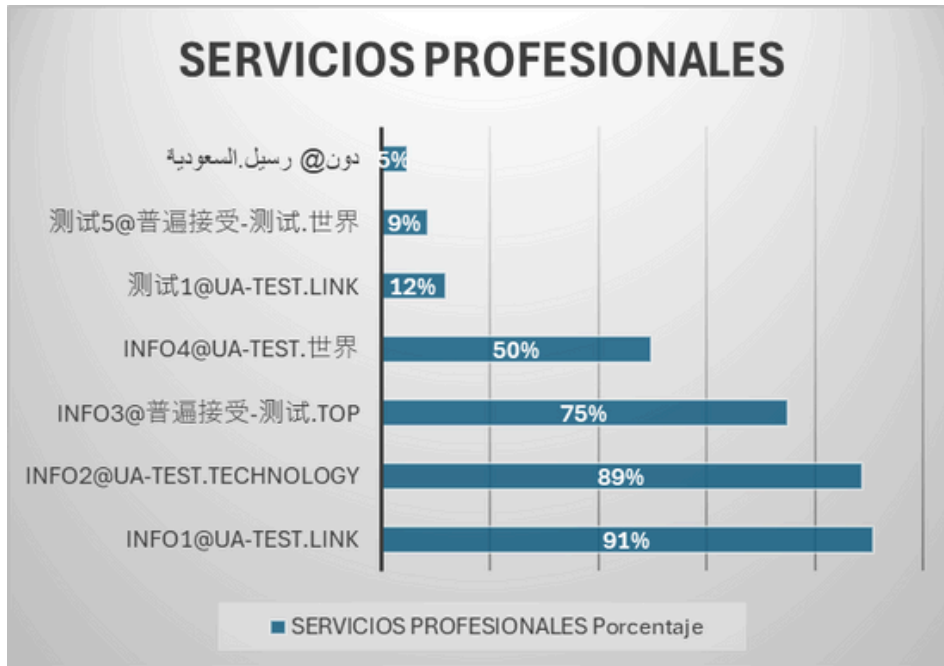 SERVICIOS PROFESIONALES
دون@ رسيل.السعودية
5%
测试5@普遍接受-测试.世界
9%
测试1@UA-TEST.LINK
12%
INFO4@UA-TEST.世界
50%
INFO3@普遍接受-测试.TOP
75%
INFO2@UA-TEST.TECHNOLOGY
89%
INFO1@UA-TEST.LINK
91%
SERVICIOS PROFESIONALES Porcentaje